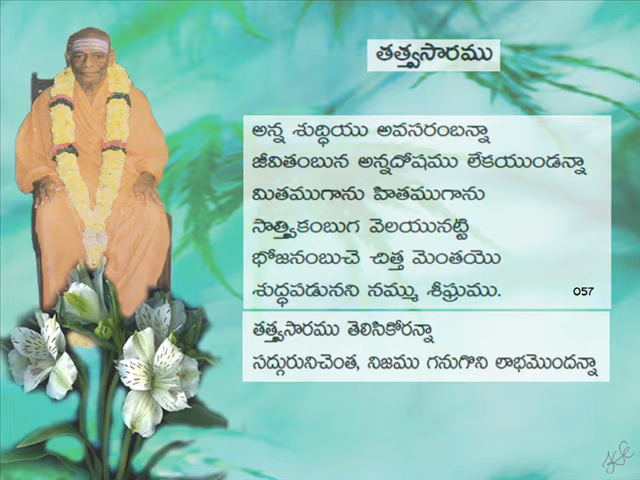 తత్త్వసారము
అన్న శుద్ధియు అవసరంబన్నా
జీవితంబున అన్నదోషము లేకయుండన్నా
మితముగాను హితముగాను
సాత్త్వికంబుగ వెలయునట్టి
భోజనంబుచె చిత్త మెంతయొ
శుద్ధపడునని నమ్ము శీఘ్రము.
057
తత్త్వసారము తెలిసికోరన్నా
సద్గురునిచెంత, నిజము గనుగొని లాభమొందన్నా